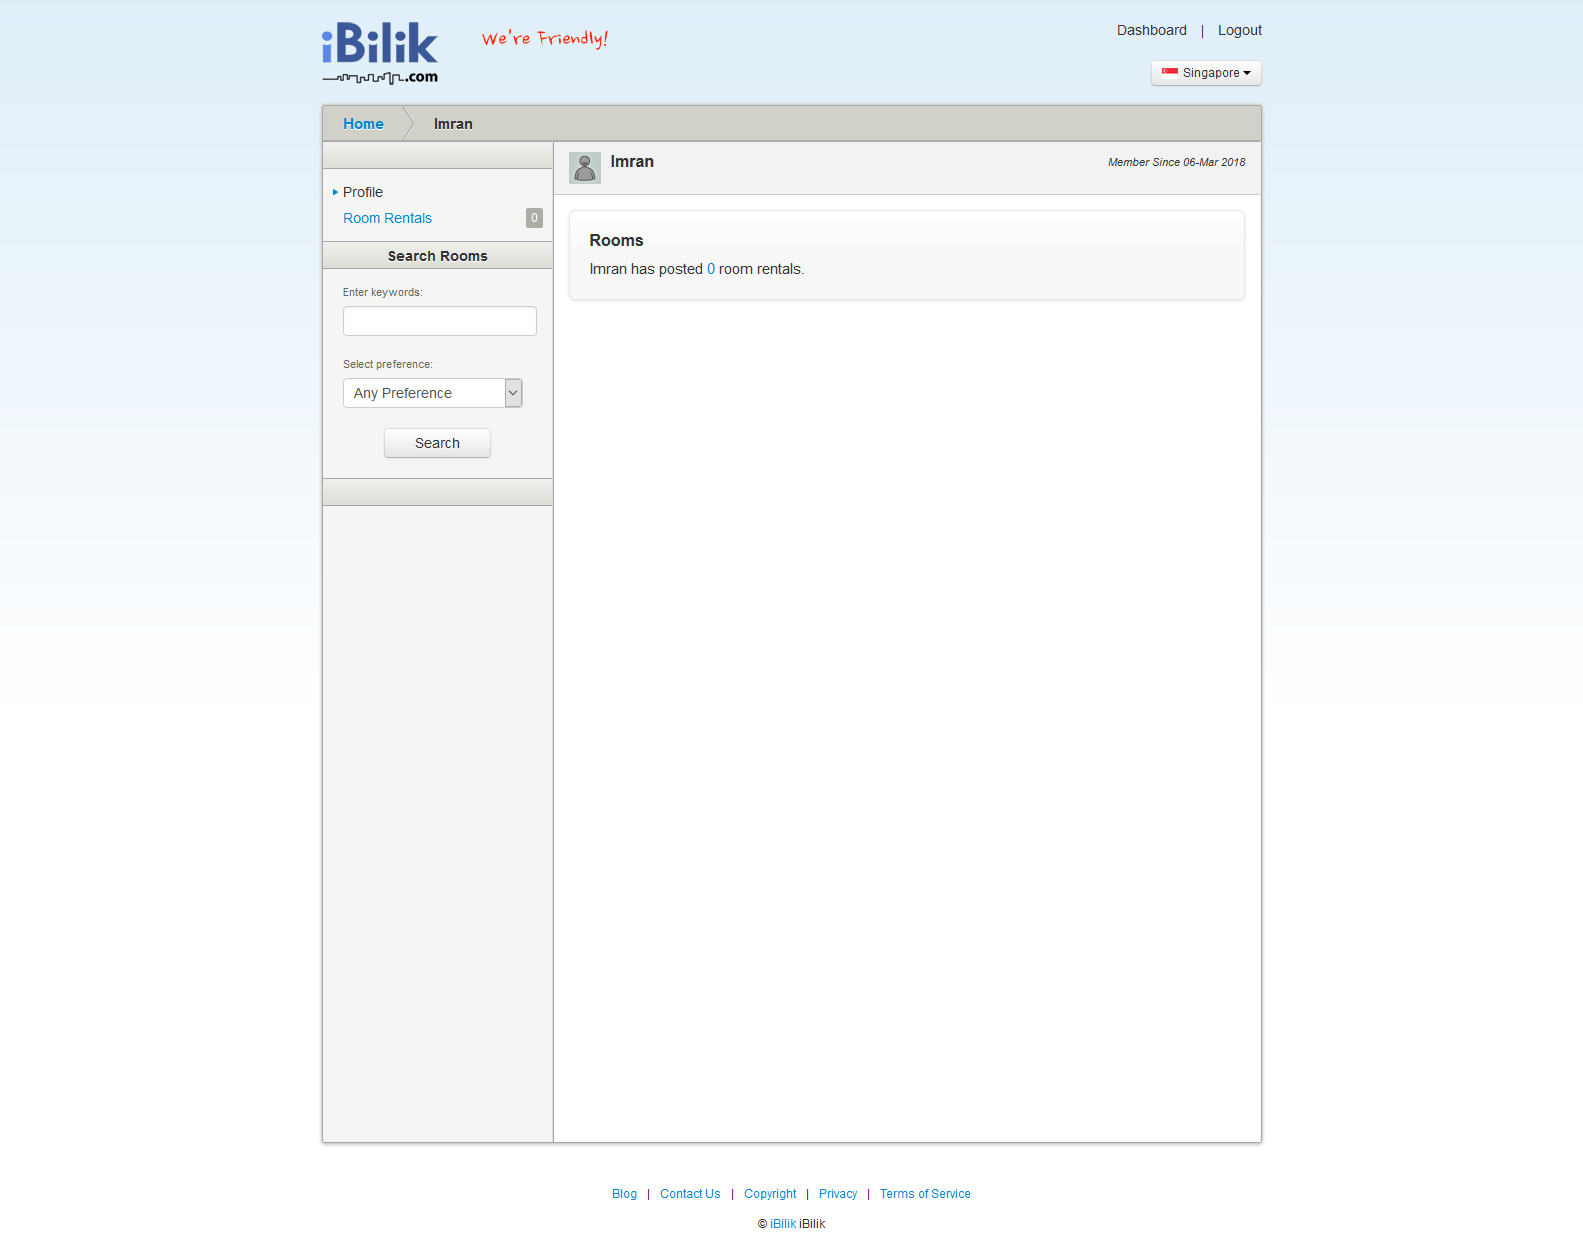 iBilik
.com
We're Friendly!
Dashboard | Logout
Singapore
Home
Imran
Imran
Member Since 06-Mar 2018
Profile
Room Rentals 0
Search Rooms
Enter keywords:
Select preference:
Any Preference
Search
Rooms
Imran has posted 0 room rentals.
Blog | Contact Us | Copyright | Privacy | Terms of Service
© iBilik iBilik